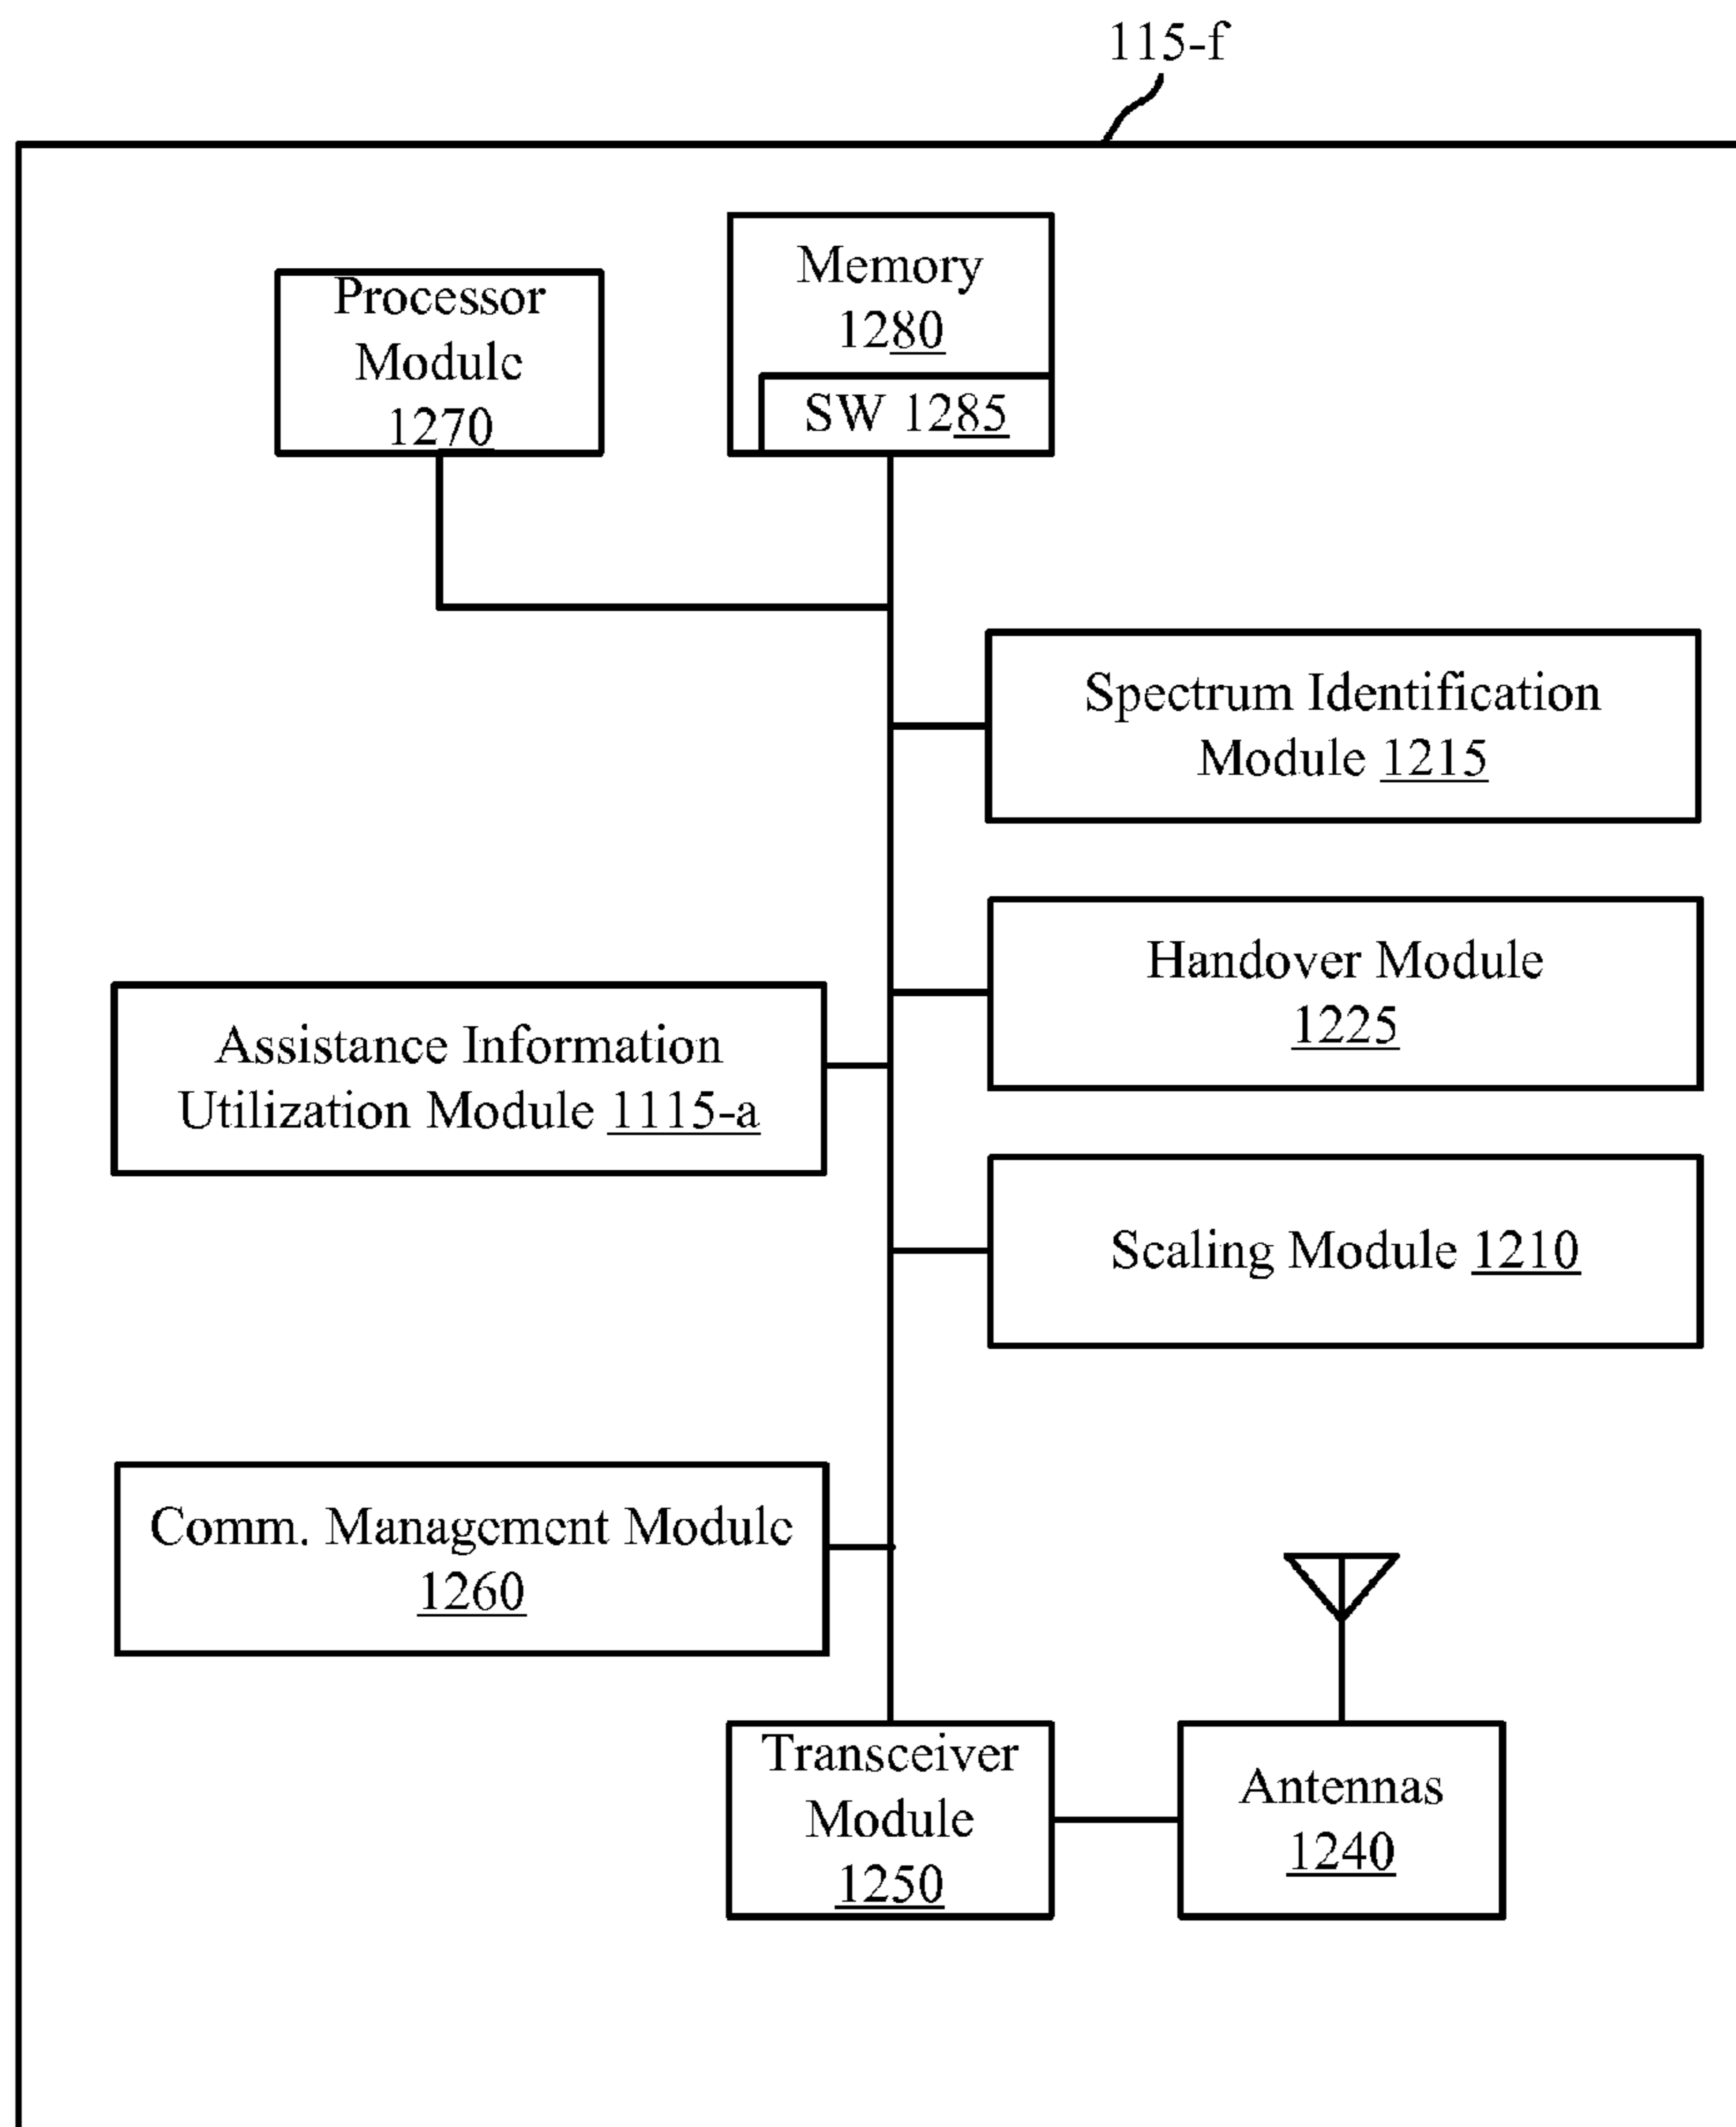 115-f
Processor
Module
1270
Memory
1280
SW 1285
Spectrum Identification
Module 1215
Handover Module
1225
Assistance Information
Utilization Module 1115-a
Scaling Module 1210
Comm. Management Module
1260
Transceiver
Module
1250
Antennas
1240